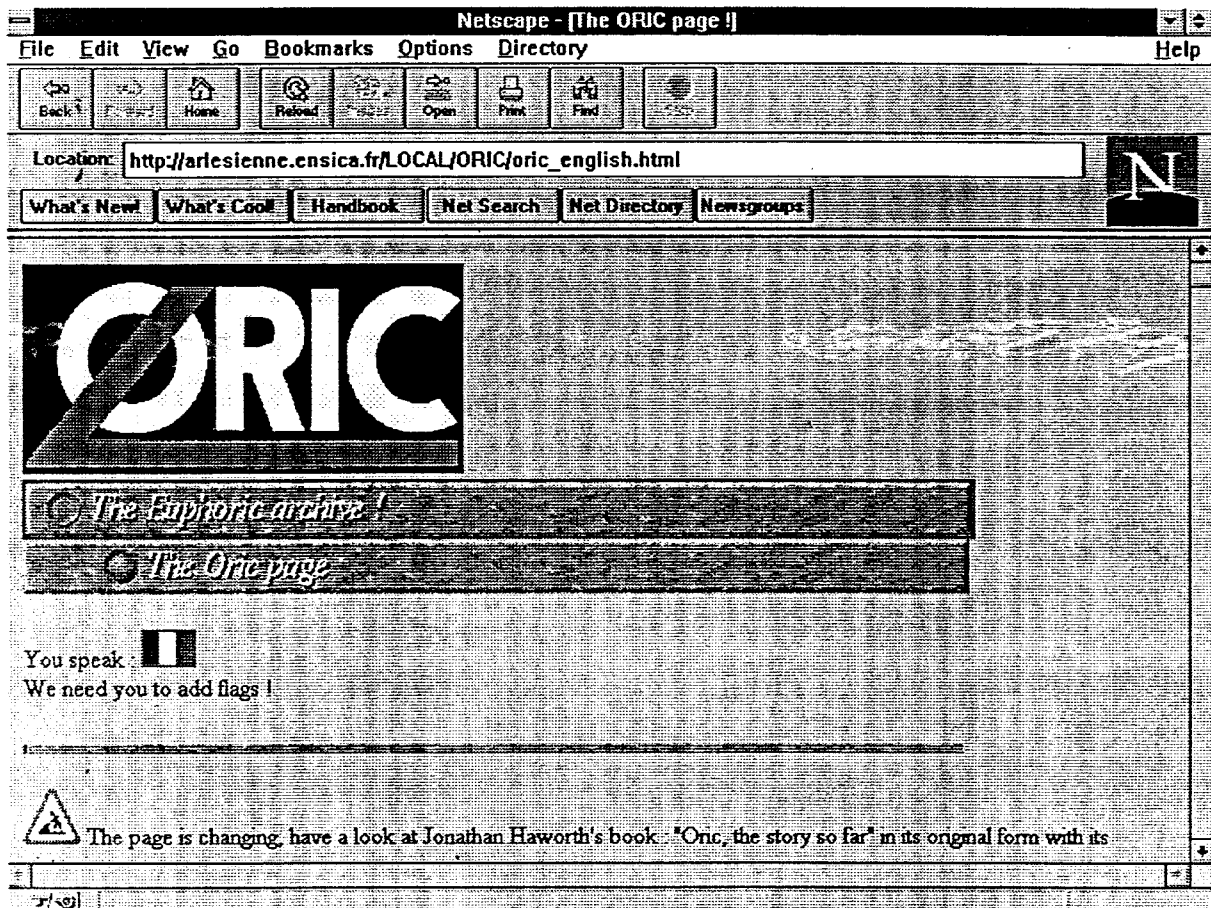 Netscape - [The ORIC page !]
File Edit View Go Bookmarks Options Directory Help
Back Home Reload Open Print Find
Location: http://arlesienne.ensica.fr/LOCAL/ORIC/oric_english.html
What's New! What's Cool! Handbook Net Search Net Directory Newsgroups
N
ORIC
The Euphoric archive !
The Oric page
You speak :
We need you to add flags !
The page is changing, have a look at Jonathan Haworth's book : "Oric, the story so far" in its original form with its